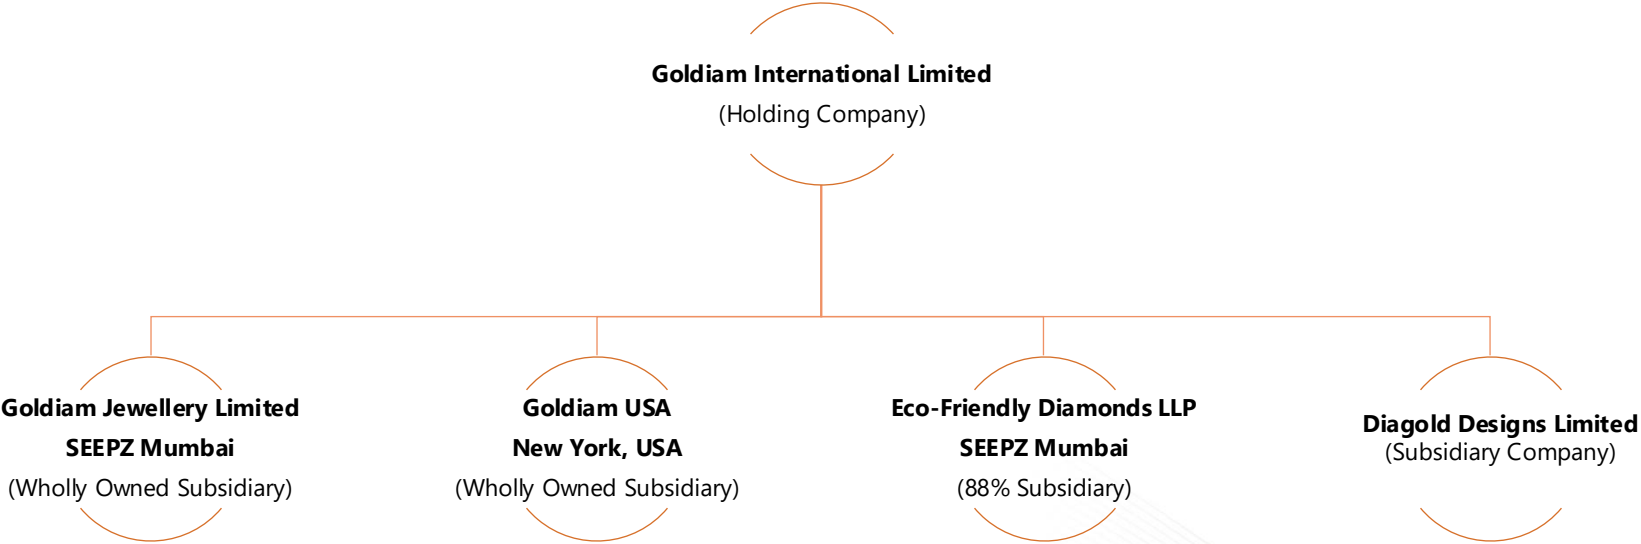 Goldiam International Limited
(Holding Company)
Goldiam Jewellery Limited
SEEPZ Mumbai
(Wholly Owned Subsidiary)
Goldiam USA
New York, USA
(Wholly Owned Subsidiary)
Eco-Friendly Diamonds LLP
SEEPZ Mumbai
(88% Subsidiary)
Diagold Designs Limited
(Subsidiary Company)